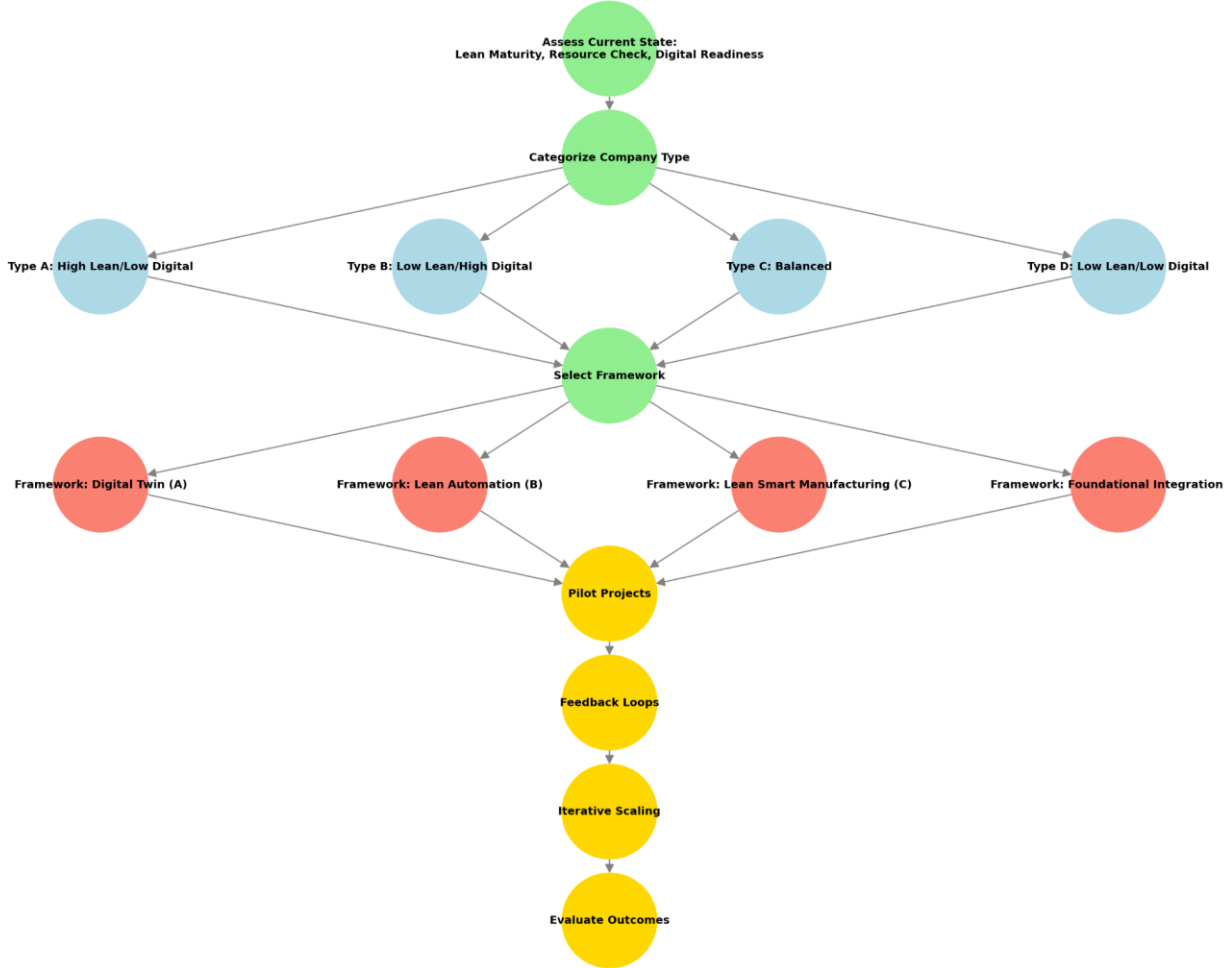 Assess Current State:
Lean Maturity, Resource Check, Digital Readiness
Categorize Company Type
Type A: High Lean/Low Digital
Type B: Low Lean/High Digital
Type C: Balanced
Type D: Low Lean/Low Digital
Select Framework
Framework: Digital Twin (A)
Framework: Lean Automation (B)
Framework: Lean Smart Manufacturing (C)
Framework: Foundational Integration
Pilot Projects
Feedback Loops
Iterative Scaling
Evaluate Outcomes